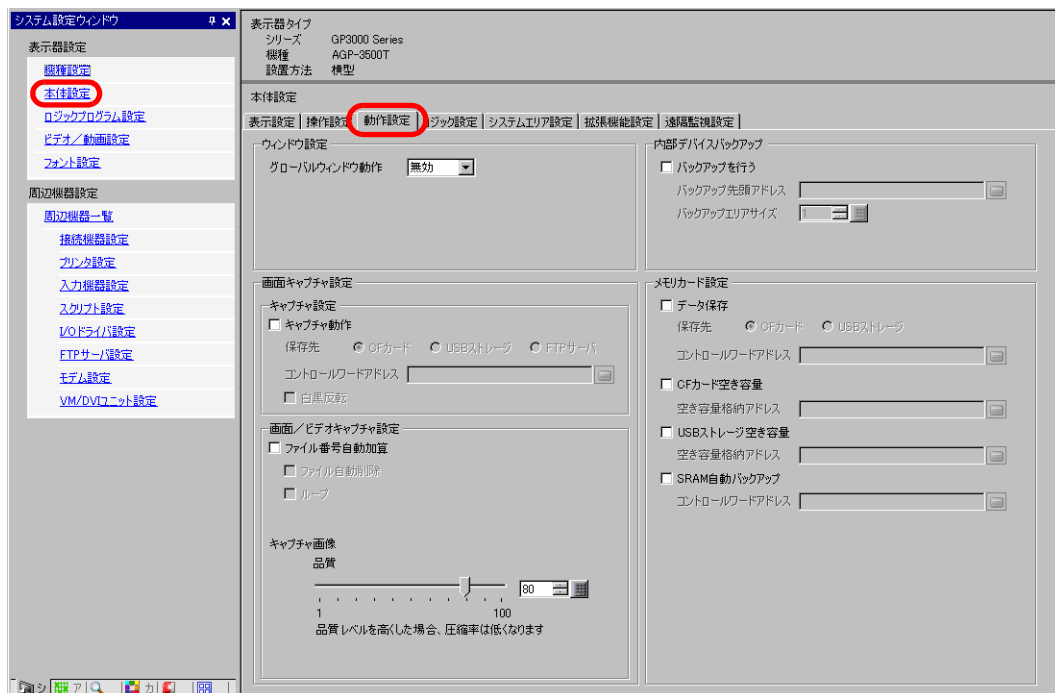 システム設定ウィンドウ
表示器設定
機種設定
本体設定
ロジックプログラム設定
ビデオ／動画設定
フォント設定
周辺機器設定
周辺機器一覧
接続機器設定
プリンタ設定
入力機器設定
スクリプト設定
I/Oドライバ設定
FTPサーバ設定
モデム設定
VM/DVIユニット設定
シ ア カ
表示器タイプ
シリーズ GP3000 Series
機種 AGP-3500T
設置方法 横型
本体設定
表示設定 操作設定 動作設定 ロジック設定 システムエリア設定 拡張機能設定 遠隔監視設定
ウィンドウ設定
グローバルウィンドウ動作 無効
画面キャプチャ設定
キャプチャ設定
キャプチャ動作
保存先 CFカード USBストレージ FTPサーバ
コントロールワードアドレス
白黒反転
画面／ビデオキャプチャ設定
ファイル番号自動加算
ファイル自動削除
ループ
キャプチャ画像
品質
80
1 100
品質レベルを高くした場合、圧縮率は低くなります
内部デバイスバックアップ
バックアップを行う
バックアップ先頭アドレス
バックアップエリアサイズ 1
メモリカード設定
データ保存
保存先 CFカード USBストレージ
コントロールワードアドレス
CFカード空き容量
空き容量格納アドレス
USBストレージ空き容量
空き容量格納アドレス
SRAM自動バックアップ
コントロールワードアドレス